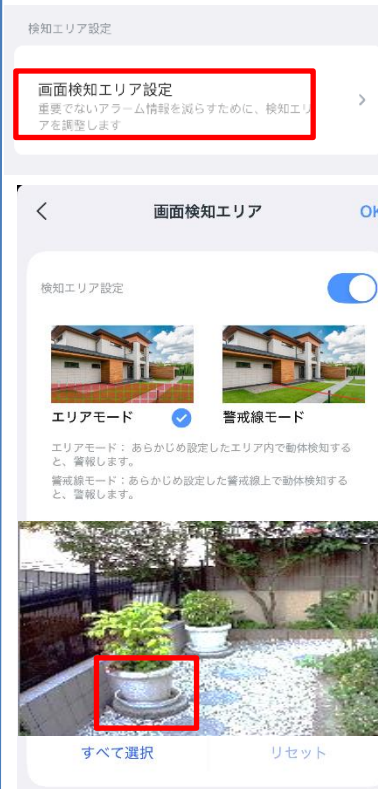 検知エリア設定
画面検知エリア設定
重要でないアラーム情報を減らすために、検知エリ
アを調整します
画面検知エリア
OK
検知エリア設定
エリアモード
警戒線モード
エリアモード： あらかじめ設定したエリア内で動体検知する
と、警報します。
警戒線モード：あらかじめ設定した警戒線上で動体検知する
と、警報します。
すべて選択
リセット